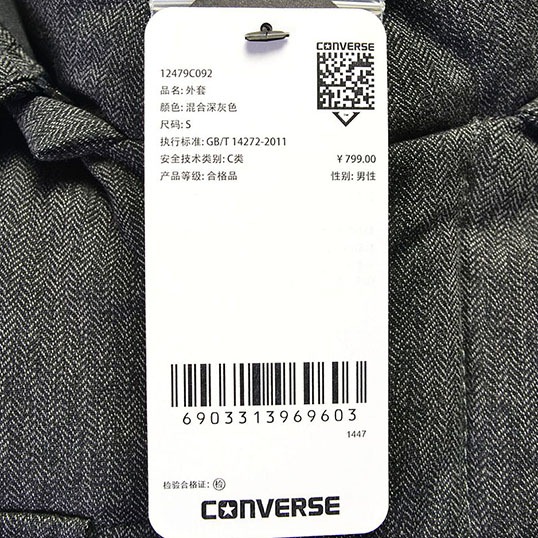 CONVERSE
12479C092
品名: 外套
颜色: 混合深灰色
尺码: S
执行标准: GB/T 14272-2011
安全技术类别: C类
¥ 799.00
产品等级: 合格品
性别: 男性
6903313969603
1447
检验合格证: 检
CONVERSE